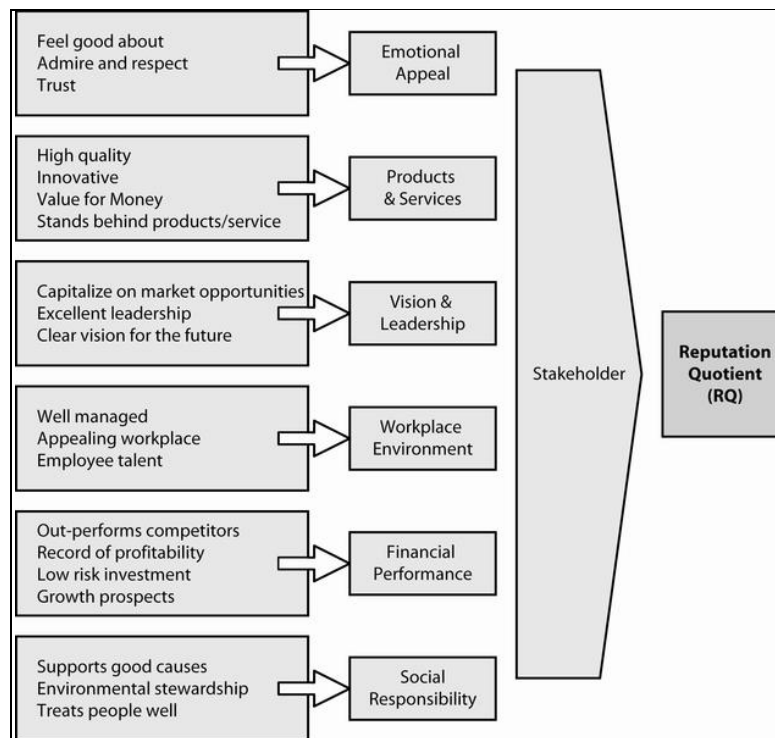 Feel good about
Admire and respect
Trust
Emotional
Appeal
High quality
Innovative
Value for Money
Stands behind products/service
Products
& Services
Capitalize on market opportunities
Excellent leadership
Clear vision for the future
Vision &
Leadership
Well managed
Appealing workplace
Employee talent
Workplace
Environment
Out-performs competitors
Record of profitability
Low risk investment
Growth prospects
Financial
Performance
Supports good causes
Environmental stewardship
Treats people well
Social
Responsibility
Stakeholder
Reputation
Quotient
(RQ)